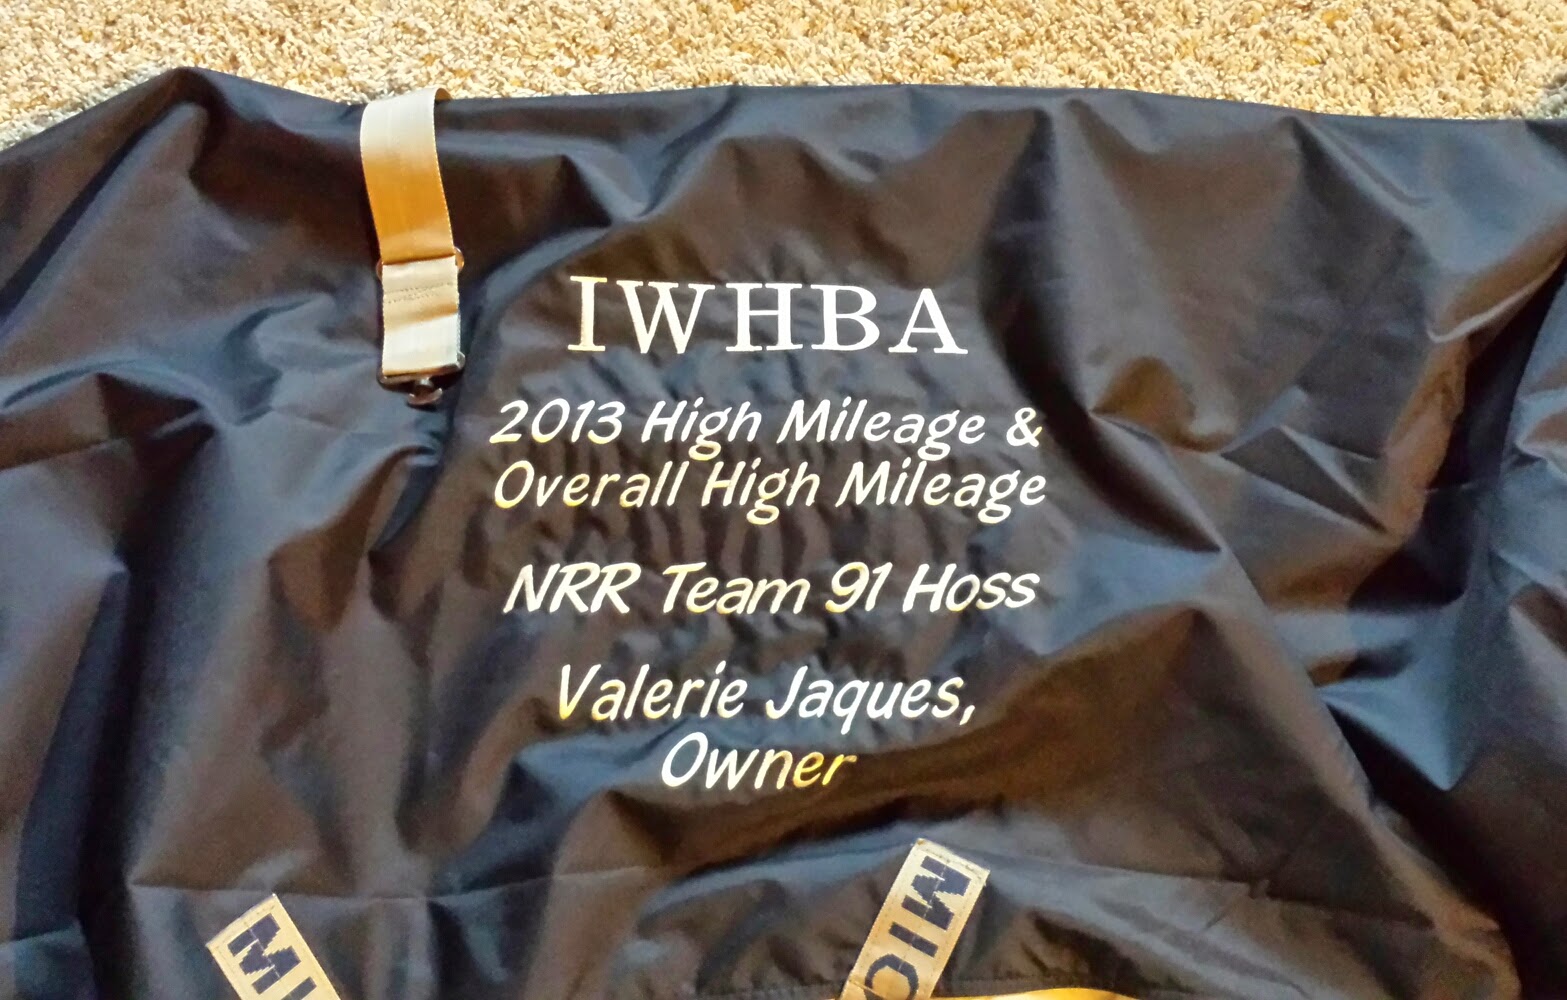 IWHBA
2013 High Mileage &
Overall High Mileage
NRR Team 91 Hoss
Valerie Jaques,
Owner